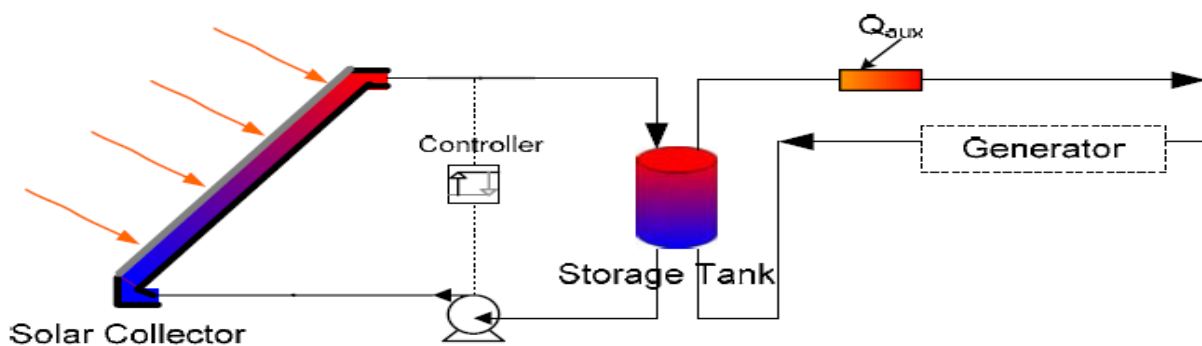 Qaux
Controller
Generator
Storage Tank
Solar Collector